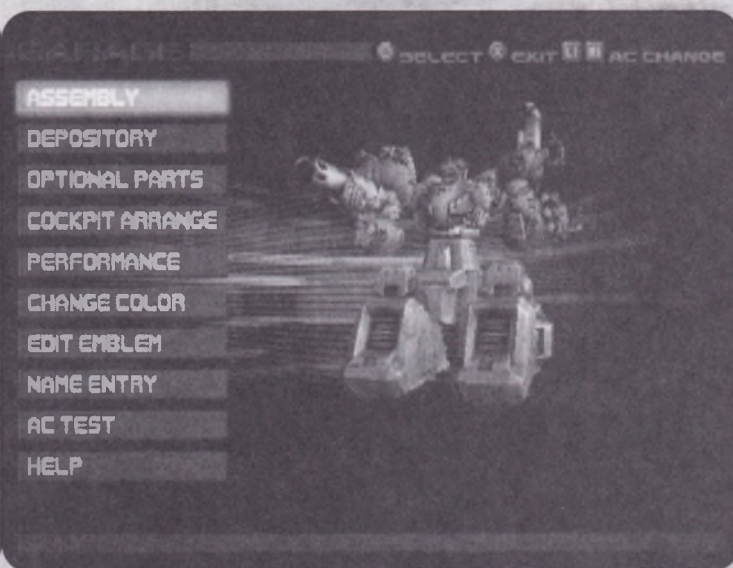 GARAGE SELECT EXIT L1 R1 AC CHANGE
ASSEMBLY
DEPOSITORY
OPTIONAL PARTS
COCKPIT ARRANGE
PERFORMANCE
CHANGE COLOR
EDIT EMBLEM
NAME ENTRY
AC TEST
HELP